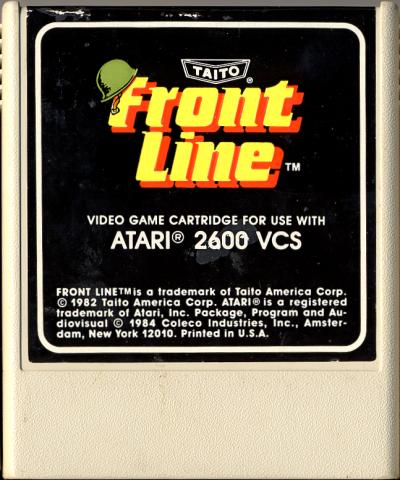 TAITO®
Front
Line™
VIDEO GAME CARTRIDGE FOR USE WITH
ATARI® 2600 VCS
FRONT LINE™ is a trademark of Taito America Corp.
© 1982 Taito America Corp. ATARI® is a registered
trademark of Atari, Inc. Package, Program and Au-
diovisual © 1984 Coleco Industries, Inc., Amster-
dam, New York 12010. Printed in U.S.A.